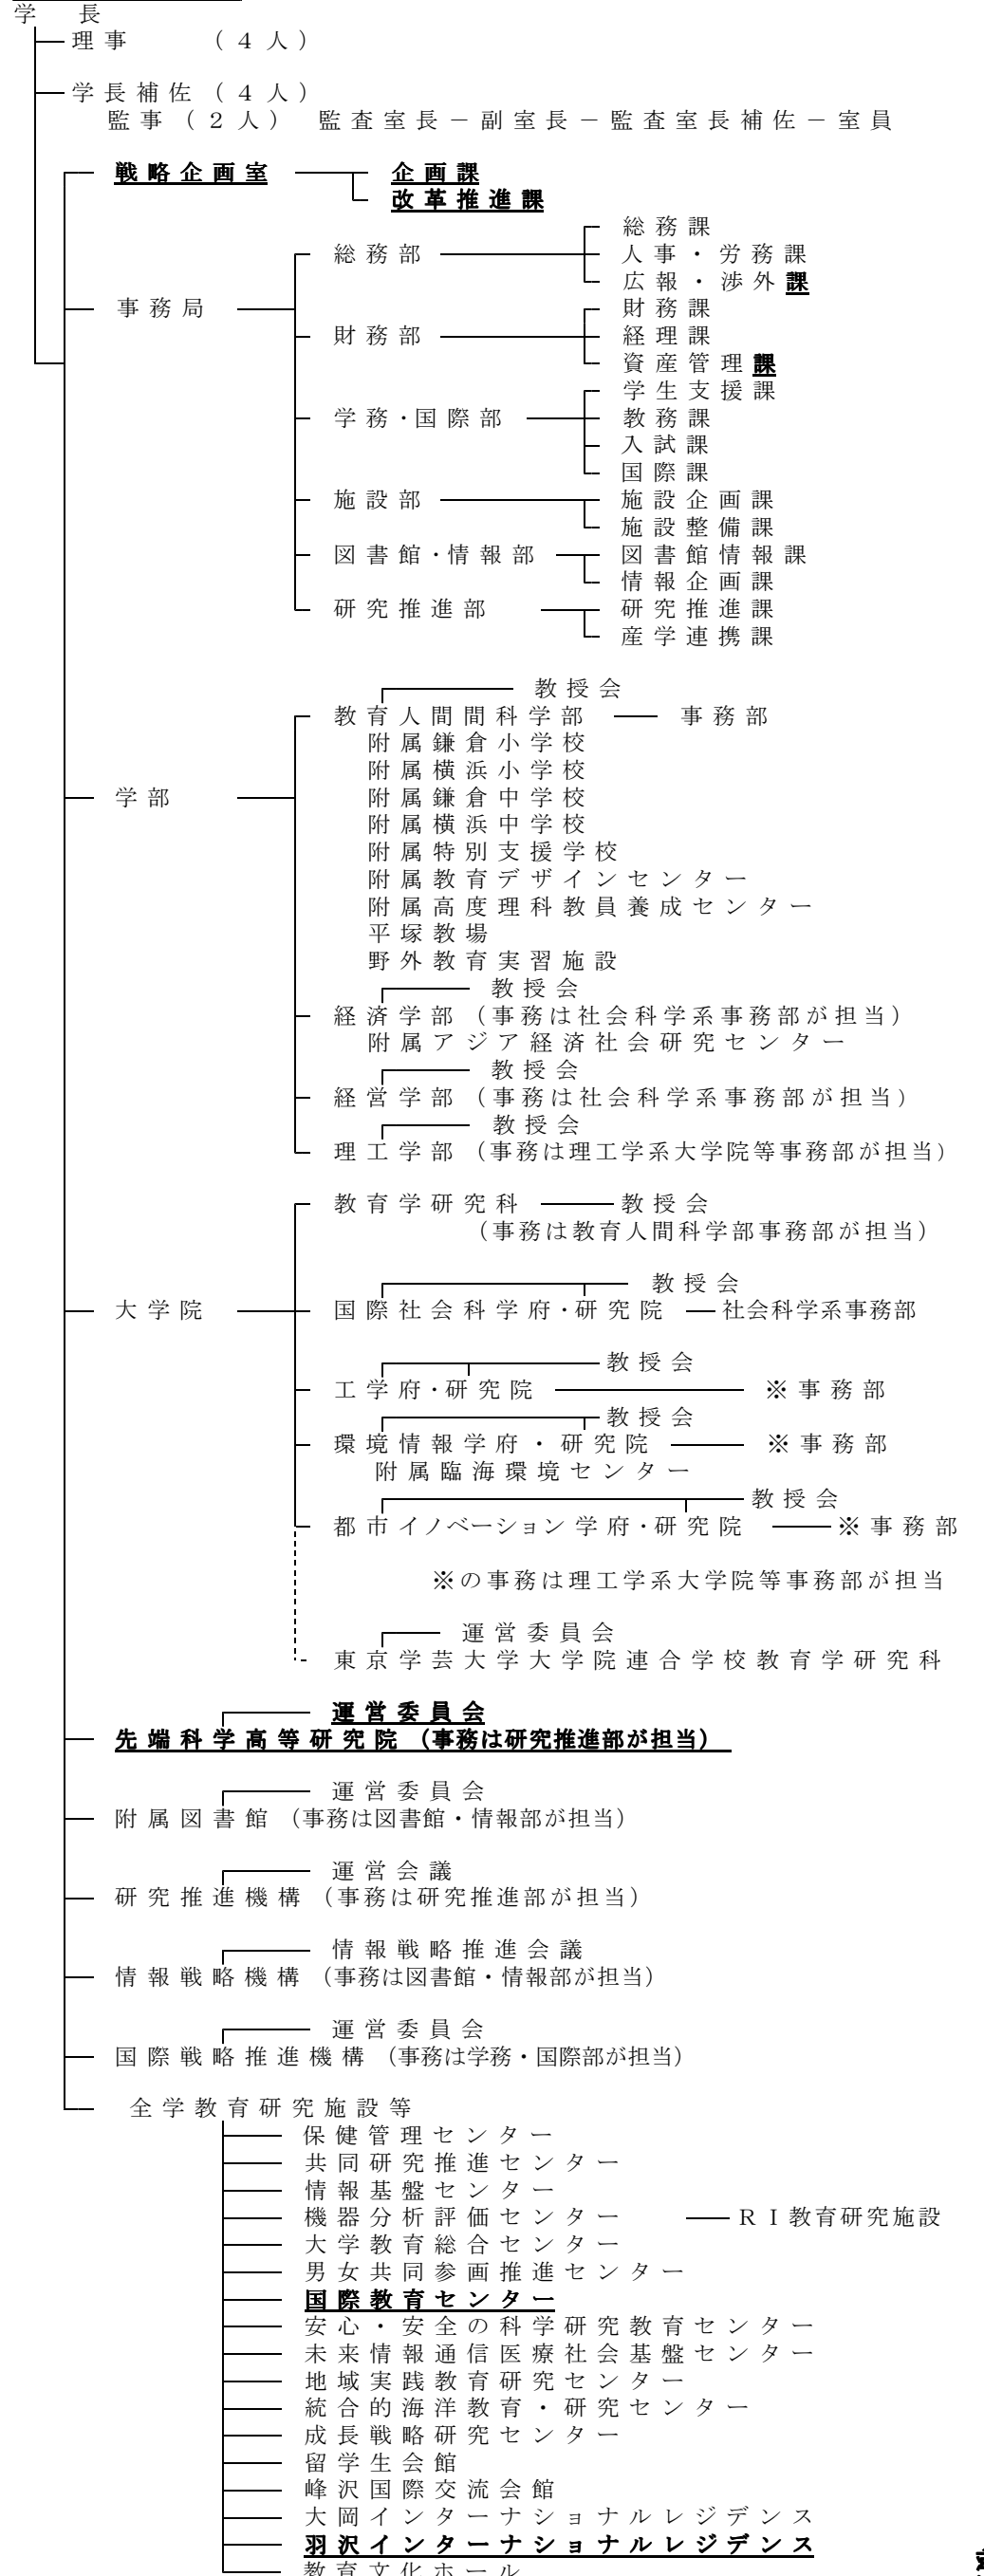 学長
理事 （４人）
学長補佐（４人）
監事（２人） 監査室長－副室長－監査室長補佐－室員
戦略企画室 企画課
改革推進課
総務課
総務部 人事・労務課
広報・渉外課
事務局 財務課
財務部 経理課
資産管理課
学生支援課
学務・国際部 教務課
入試課
国際課
施設部 施設企画課
施設整備課
図書館・情報部 図書館情報課
情報企画課
研究推進部 研究推進課
産学連携課
教授会
教育人間間科学部 事務部
附属鎌倉小学校
附属横浜小学校
学部 附属鎌倉中学校
附属横浜中学校
附属特別支援学校
附属教育デザインセンター
附属高度理科教員養成センター
平塚教場
野外教育実習施設
教授会
経済学部（事務は社会科学系事務部が担当）
附属アジア経済社会研究センター
教授会
経営学部（事務は社会科学系事務部が担当）
教授会
理工学部（事務は理工学系大学院等事務部が担当）
教育学研究科 教授会
（事務は教育人間科学部事務部が担当）
教授会
大学院 国際社会科学府・研究院 社会科学系事務部
教授会
工学府・研究院 ※事務部
教授会
環境情報学府・研究院 ※事務部
附属臨海環境センター
教授会
都市イノベーション学府・研究院 ※事務部
※の事務は理工学系大学院等事務部が担当
運営委員会
東京学芸大学大学院連合学校教育学研究科
運営委員会
先端科学高等研究院（事務は研究推進部が担当）
運営委員会
附属図書館（事務は図書館・情報部が担当）
運営会議
研究推進機構（事務は研究推進部が担当）
情報戦略推進会議
情報戦略機構（事務は図書館・情報部が担当）
運営委員会
国際戦略推進機構（事務は学務・国際部が担当）
全学教育研究施設等
保健管理センター
共同研究推進センター
情報基盤センター
機器分析評価センター ＲＩ教育研究施設
大学教育総合センター
男女共同参画推進センター
国際教育センター
安心・安全の科学研究教育センター
未来情報通信医療社会基盤センター
地域実践教育研究センター
統合的海洋教育・研究センター
成長戦略研究センター
留学生会館
峰沢国際交流会館
大岡インターナショナルレジデンス
羽沢インターナショナルレジデンス
教育文化ホール